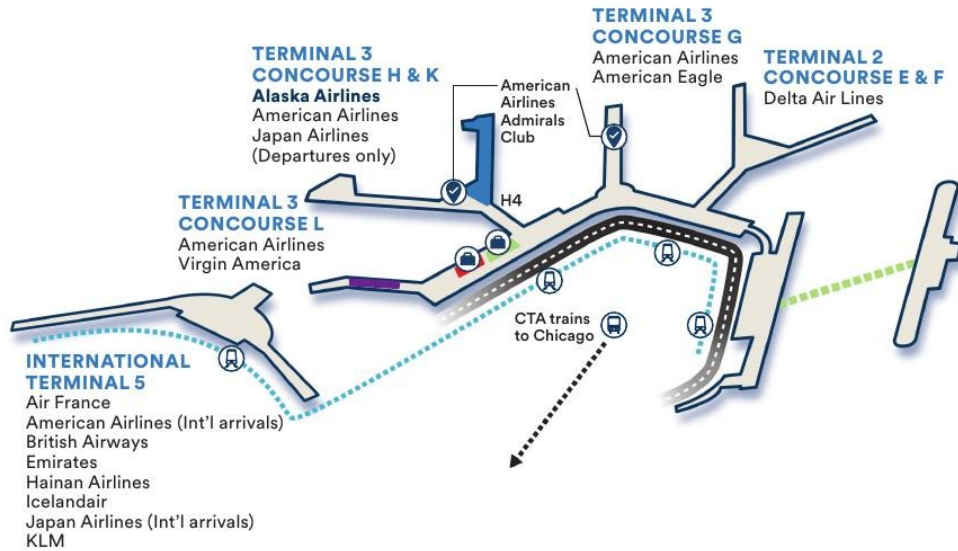 TERMINAL 3
CONCOURSE H & K
Alaska Airlines
American Airlines
Japan Airlines
(Departures only)
American
Airlines
Admirals
Club
TERMINAL 3
CONCOURSE G
American Airlines
American Eagle
TERMINAL 2
CONCOURSE E & F
Delta Air Lines
H4
TERMINAL 3
CONCOURSE L
American Airlines
Virgin America
CTA trains
to Chicago
INTERNATIONAL
TERMINAL 5
Air France
American Airlines (Int'l arrivals)
British Airways
Emirates
Hainan Airlines
Icelandair
Japan Airlines (Int'l arrivals)
KLM